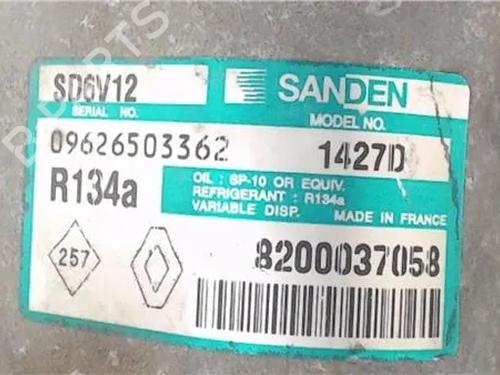 SD6V12
SANDEN
SERIAL NO.
MODEL NO.
09626503362
1427D
R134a
OIL : SP-10 OR EQUIV.
REFRIGERANT : R134a
VARIABLE DISP. MADE IN FRANCE
257
8200037058
B-PARTS